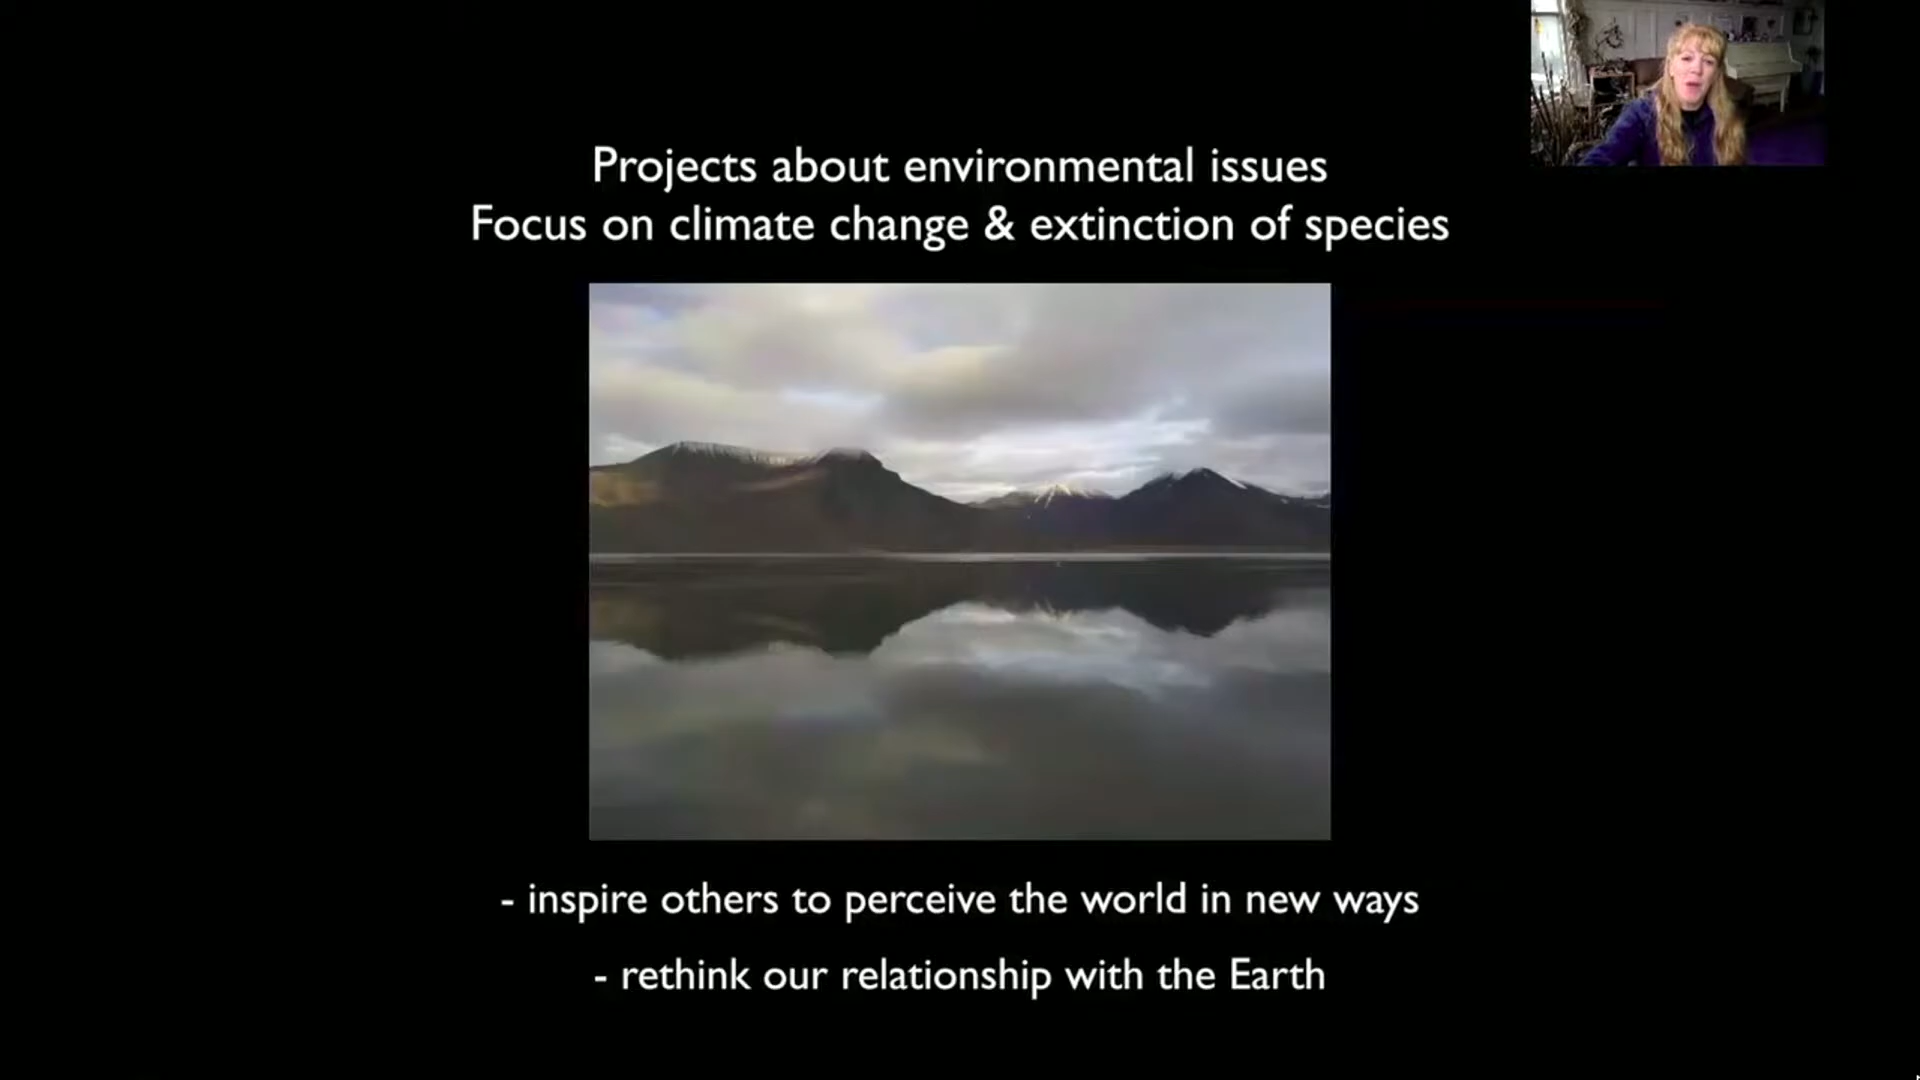 Projects about environmental issues
Focus on climate change & extinction of species
- inspire others to perceive the world in new ways
- rethink our relationship with the Earth